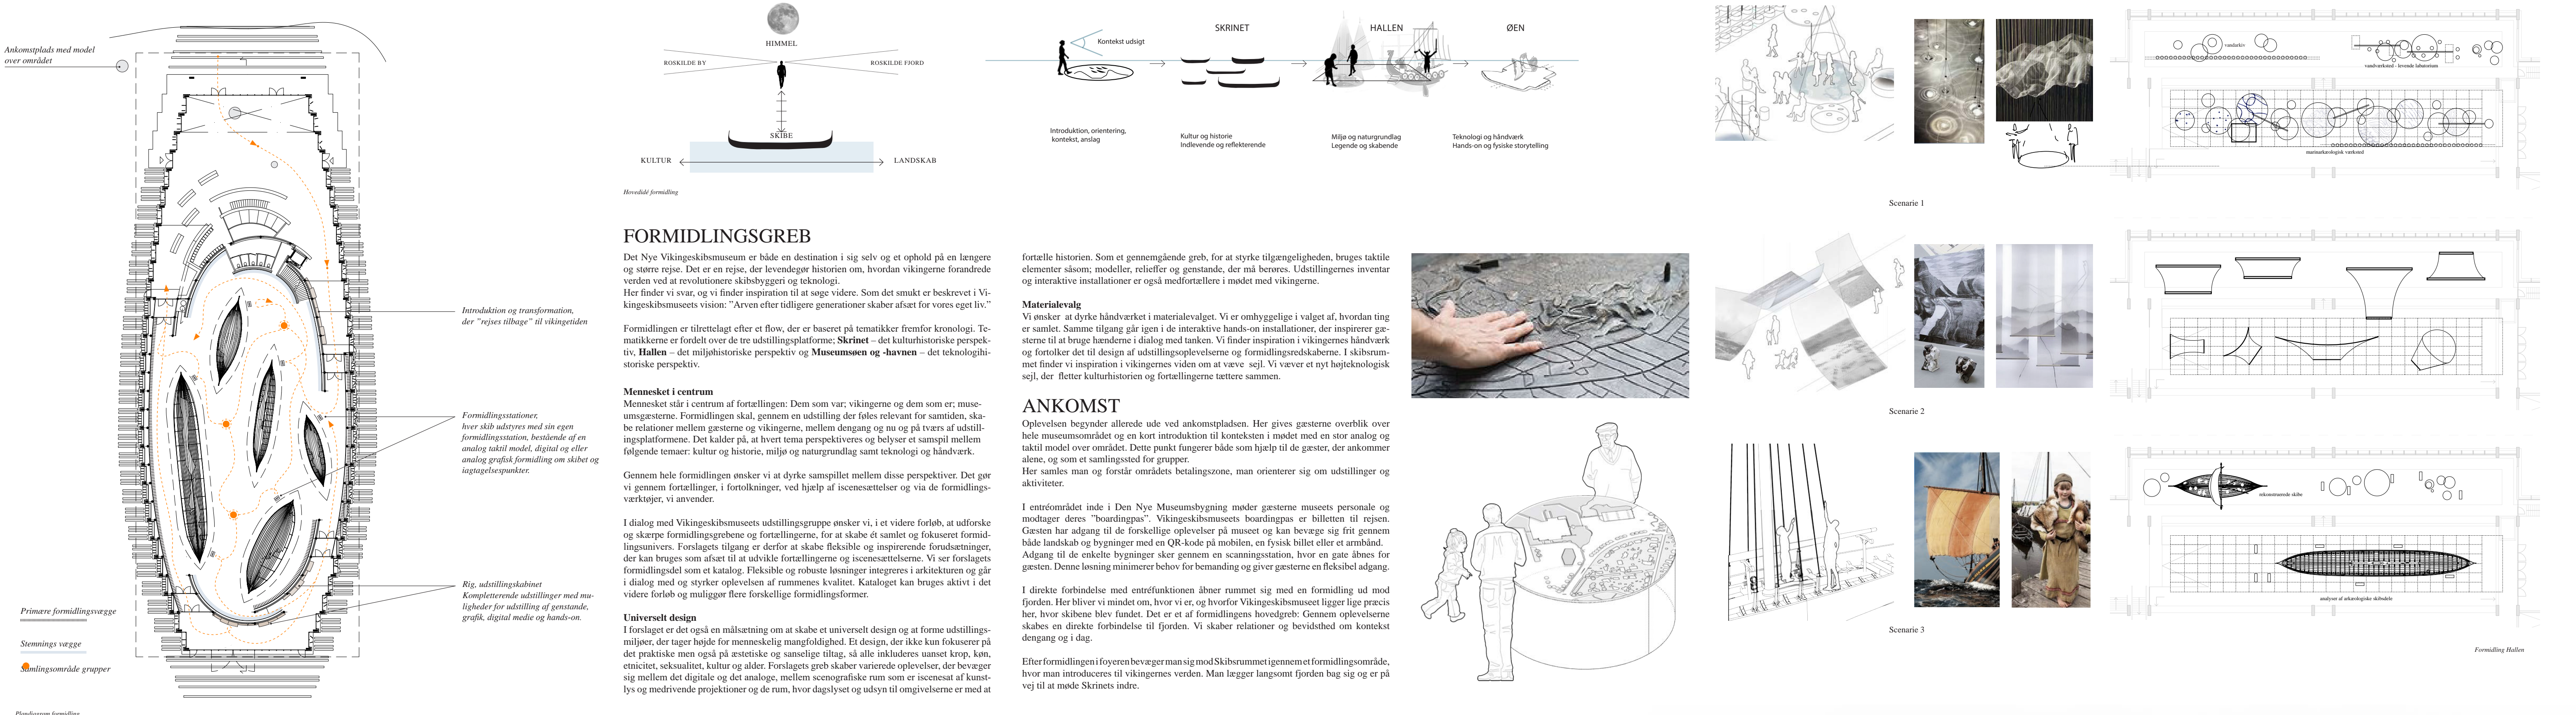 Ankomstplads med model
over området
Introduktion og transformation,
der ”rejses tilbage” til vikingetiden
Formidlingsstationer,
hver skib udstyres med sin egen
formidlingsstation, bestående af en
analog taktil model, digital og eller
analog grafisk formidling om skibet og
iagtagelsespunkter.
Rig, udstillingskabinet
Kompletterende udstillinger med mu-
ligheder for udstilling af genstande,
grafik, digital medie og hands-on.
Primære formidlingsvægge
Stemnings vægge
Samlingsområde grupper
Plandiagram formidling
HIMMEL
ROSKILDE BY
ROSKILDE FJORD
SKIBE
KULTUR
LANDSKAB
Hovedidé formidling
Kontekst udsigt
SKRINET
HALLEN
ØEN
Introduktion, orientering,
kontekst, anslag
Kultur og historie
Indlevende og reflekterende
Miljø og naturgrundlag
Legende og skabende
Teknologi og håndværk
Hands-on og fysiske storytelling
FORMIDLINGSGREB
Det Nye Vikingeskibsmuseum er både en destination i sig selv og et ophold på en længere
og større rejse. Det er en rejse, der levendegør historien om, hvordan vikingerne forandrede
verden ved at revolutionere skibsbyggeri og teknologi.
Her finder vi svar, og vi finder inspiration til at søge videre. Som det smukt er beskrevet i Vi-
kingeskibsmuseets vision: ”Arven efter tidligere generationer skaber afsæt for vores eget liv.”
Formidlingen er tilrettelagt efter et flow, der er baseret på tematikker fremfor kronologi. Te-
matikkerne er fordelt over de tre udstillingsplatforme; Skrinet – det kulturhistoriske perspek-
tiv, Hallen – det miljøhistoriske perspektiv og Museumsøen og -havnen – det teknologihi-
storiske perspektiv.
Mennesket i centrum
Mennesket står i centrum af fortællingen: Dem som var; vikingerne og dem som er; muse-
umsgæsterne. Formidlingen skal, gennem en udstilling der føles relevant for samtiden, ska-
be relationer mellem gæsterne og vikingerne, mellem dengang og nu og på tværs af udstill-
ingsplatformene. Det kalder på, at hvert tema perspektiveres og belyser et samspil mellem
følgende temaer: kultur og historie, miljø og naturgrundlag samt teknologi og håndværk.
Gennem hele formidlingen ønsker vi at dyrke samspillet mellem disse perspektiver. Det gør
vi gennem fortællinger, i fortolkninger, ved hjælp af iscenesættelser og via de formidlings-
værktøjer, vi anvender.
I dialog med Vikingeskibsmuseets udstillingsgruppe ønsker vi, i et videre forløb, at udforske
og skærpe formidlingsgrebene og fortællingerne, for at skabe ét samlet og fokuseret formid-
lingsunivers. Forslagets tilgang er derfor at skabe fleksible og inspirerende forudsætninger,
der kan bruges som afsæt til at udvikle fortællingerne og iscenesættelserne. Vi ser forslagets
formidlingsdel som et katalog. Fleksible og robuste løsninger integreres i arkitekturen og går
i dialog med og styrker oplevelsen af rummenes kvalitet. Kataloget kan bruges aktivt i det
videre forløb og muliggør flere forskellige formidlingsformer.
Universelt design
I forslaget er det også en målsætning om at skabe et universelt design og at forme udstillings-
miljøer, der tager højde for menneskelig mangfoldighed. Et design, der ikke kun fokuserer på
det praktiske men også på æstetiske og sanselige tiltag, så alle inkluderes uanset krop, køn,
etnicitet, seksualitet, kultur og alder. Forslagets greb skaber varierede oplevelser, der bevæger
sig mellem det digitale og det analoge, mellem scenografiske rum som er iscenesat af kunst-
lys og medrivende projektioner og de rum, hvor dagslyset og udsyn til omgivelserne er med at
fortælle historien. Som et gennemgående greb, for at styrke tilgængeligheden, bruges taktile
elementer såsom; modeller, relieffer og genstande, der må berøres. Udstillingernes inventar
og interaktive installationer er også medfortællere i mødet med vikingerne.
Materialevalg
Vi ønsker at dyrke håndværket i materialevalget. Vi er omhyggelige i valget af, hvordan ting
er samlet. Samme tilgang går igen i de interaktive hands-on installationer, der inspirerer gæ-
sterne til at bruge hænderne i dialog med tanken. Vi finder inspiration i vikingernes håndværk
og fortolker det til design af udstillingsoplevelserne og formidlingsredskaberne. I skibsrum-
met finder vi inspiration i vikingernes viden om at væve sejl. Vi væver et nyt højteknologisk
sejl, der fletter kulturhistorien og fortællingerne tættere sammen.
ANKOMST
Oplevelsen begynder allerede ude ved ankomstpladsen. Her gives gæsterne overblik over
hele museumsområdet og en kort introduktion til konteksten i mødet med en stor analog og
taktil model over området. Dette punkt fungerer både som hjælp til de gæster, der ankommer
alene, og som et samlingssted for grupper.
Her samles man og forstår områdets betalingszone, man orienterer sig om udstillinger og
aktiviteter.
I entréområdet inde i Den Nye Museumsbygning møder gæsterne museets personale og
modtager deres ”boardingpas”. Vikingeskibsmuseets boardingpas er billetten til rejsen.
Gæsten har adgang til de forskellige oplevelser på museet og kan bevæge sig frit gennem
både landskab og bygninger med en QR-kode på mobilen, en fysisk billet eller et armbånd.
Adgang til de enkelte bygninger sker gennem en scanningsstation, hvor en gate åbnes for
gæsten. Denne løsning minimerer behov for bemanding og giver gæsterne en fleksibel adgang.
I direkte forbindelse med entréfunktionen åbner rummet sig med en formidling ud mod
fjorden. Her bliver vi mindet om, hvor vi er, og hvorfor Vikingeskibsmuseet ligger lige præcis
her, hvor skibene blev fundet. Det er et af formidlingens hovedgreb: Gennem oplevelserne
skabes en direkte forbindelse til fjorden. Vi skaber relationer og bevidsthed om kontekst
dengang og i dag.
Efter formidlingen i foyeren bevæger man sig mod Skibsrummet igennem et formidlingsområde,
hvor man introduceres til vikingernes verden. Man lægger langsomt fjorden bag sig og er på
vej til at møde Skrinets indre.
vandarkiv
vandværksted - levende labatorium
marinarkæologisk værksted
Scenarie 1
Scenarie 2
rekonstruerede skibe
analyser af arkæologiske skibsdele
Scenarie 3
Formidling Hallen